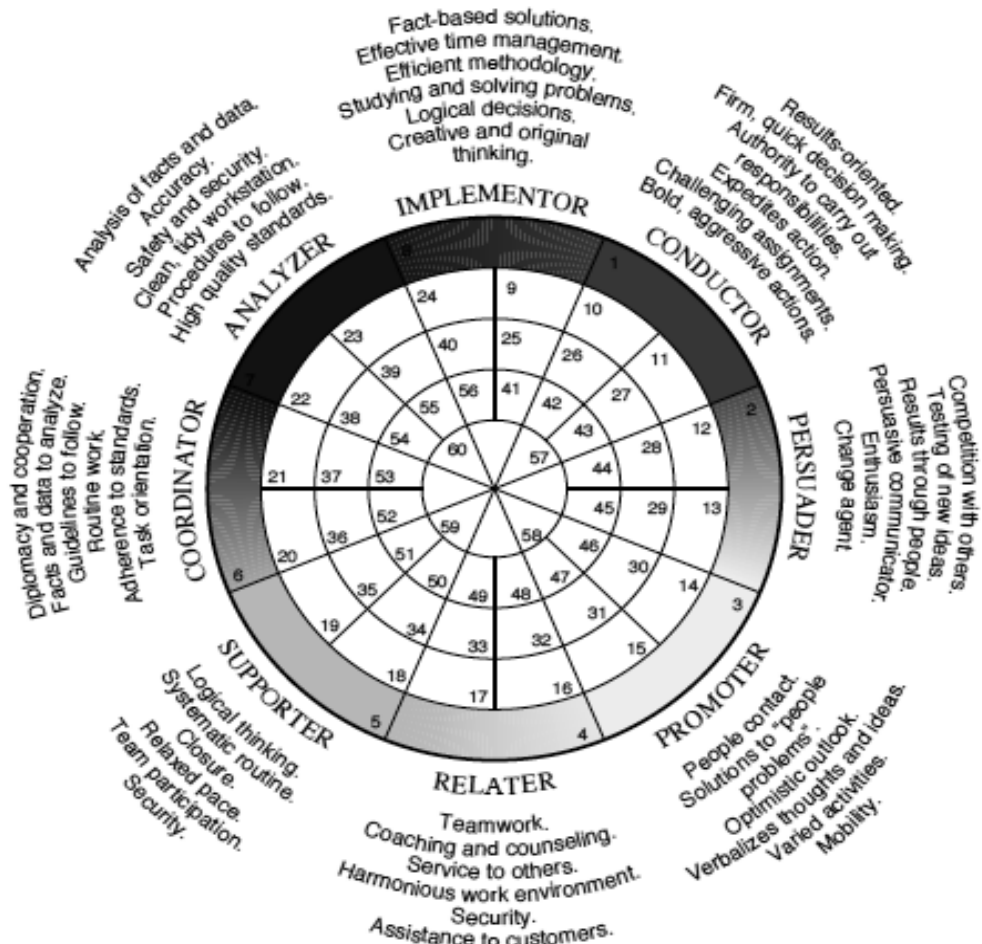 Fact-based solutions.
Effective time management.
Efficient methodology.
Studying and solving problems.
Logical decisions.
Creative and original
thinking.
IMPLEMENTOR
Results-oriented.
Firm, quick decision making.
Authority to carry out
responsibilities.
Expedites action.
Challenging assignments.
Bold, aggressive actions.
CONDUCTOR
Competition with others.
Testing of new ideas.
Results through people.
Persuasive communicator.
Enthusiasm.
Change agent.
PERSUADER
People contact.
Solutions to "people
problems".
Optimistic outlook.
Verbalizes thoughts and ideas.
Varied activities.
Mobility.
PROMOTER
RELATER
Teamwork.
Coaching and counseling.
Service to others.
Harmonious work environment.
Security.
Assistance to customers.
SUPPORTER
Logical thinking.
Systematic routine.
Closure.
Relaxed pace.
Team participation.
Security.
COORDINATOR
Diplomacy and cooperation.
Facts and data to analyze.
Guidelines to follow.
Routine work.
Adherence to standards.
Task orientation.
ANALYZER
Analysis of facts and data.
Accuracy.
Safety and security.
Clean, tidy workstation.
Procedures to follow.
High quality standards.
1
2
3
4
5
6
7
8
9
10
11
12
13
14
15
16
17
18
19
20
21
22
23
24
25
26
27
28
29
30
31
32
33
34
35
36
37
38
39
40
41
42
43
44
45
46
47
48
49
50
51
52
53
54
55
56
57
58
59
60